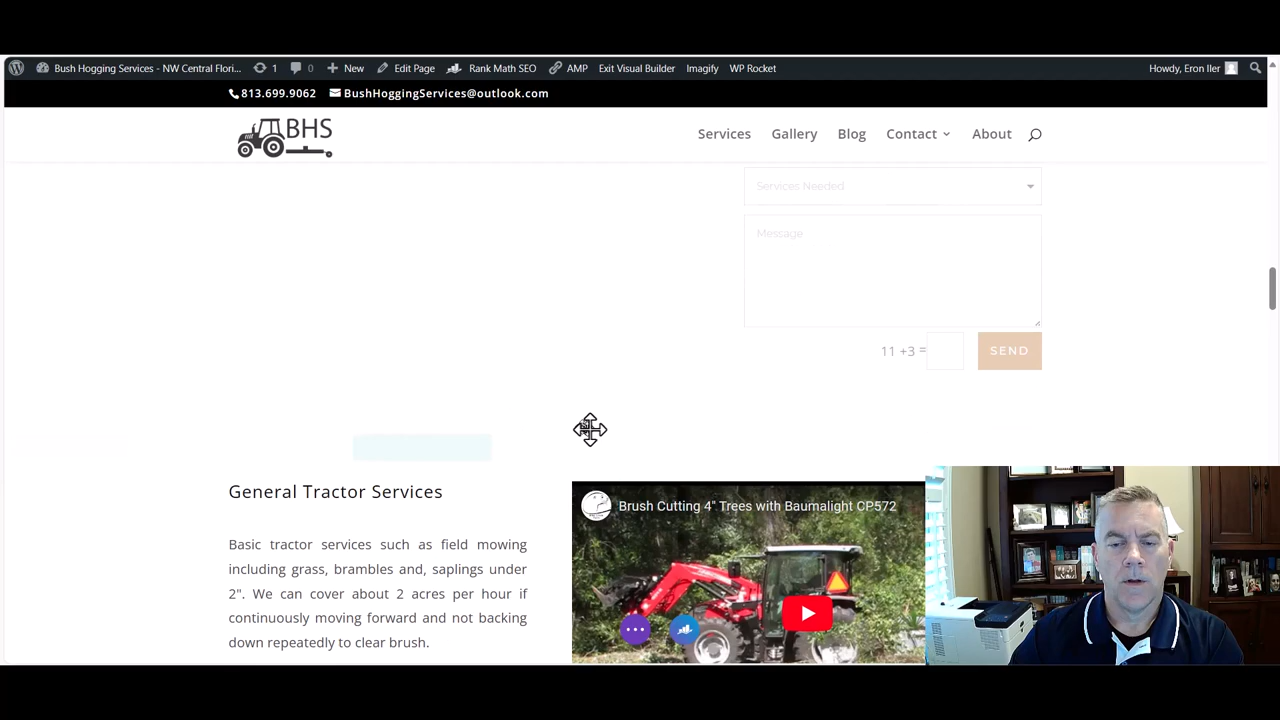 Bush Hogging Services - NW Central Flori... 1 0 New Edit Page Rank Math SEO AMP Exit Visual Builder Imagify WP Rocket Howdy, Eron Iler
813.699.9062 BushHoggingServices@outlook.com
BHS Services Gallery Blog Contact About
Services Needed
Message
11 +3 = SEND
General Tractor Services
Brush Cutting 4" Trees with Baumalight CP572
Basic tractor services such as field mowing
including grass, brambles and, saplings under
2". We can cover about 2 acres per hour if
continuously moving forward and not backing
down repeatedly to clear brush.